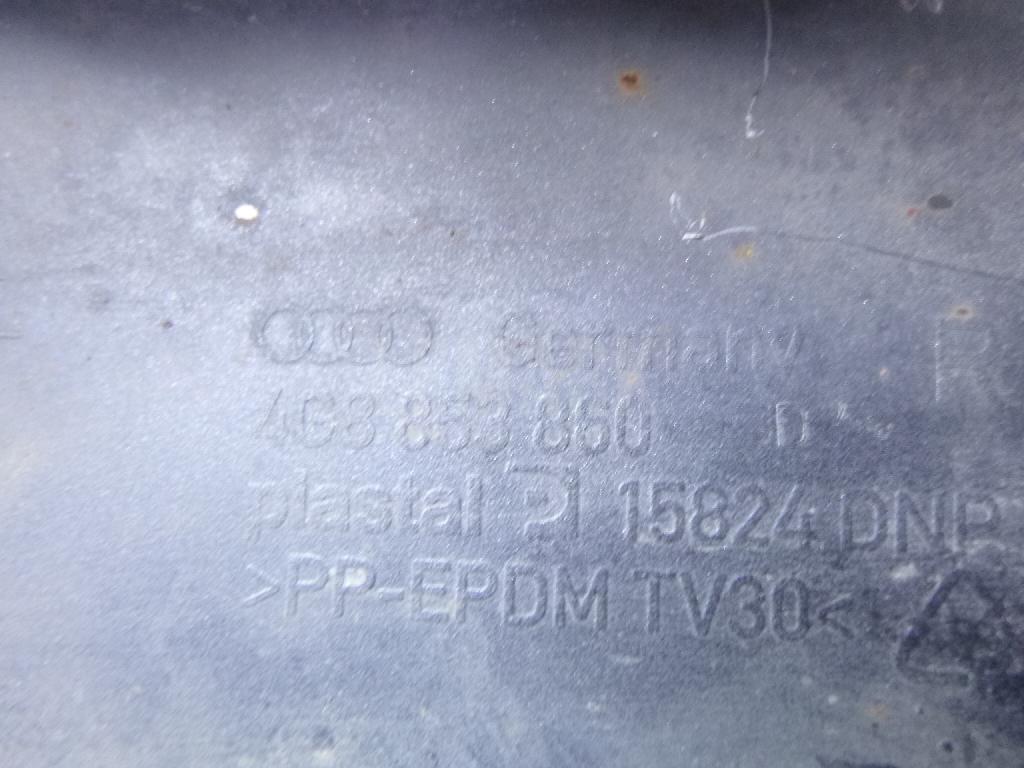 Germany R
4G8 853 860 D
plastal 15824 DNP
>PP-EPDM TV30<